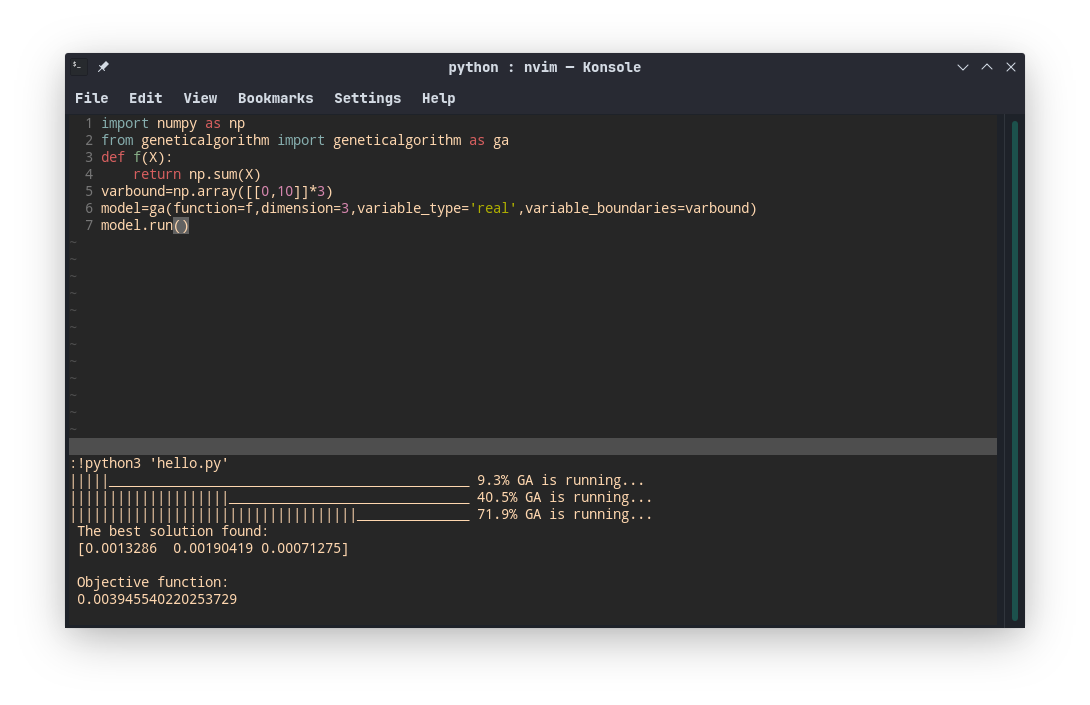 python : nvim — Konsole
File Edit View Bookmarks Settings Help
1 import numpy as np
2 from geneticalgorithm import geneticalgorithm as ga
3 def f(X):
4     return np.sum(X)
5 varbound=np.array([[0,10]]*3)
6 model=ga(function=f,dimension=3,variable_type='real',variable_boundaries=varbound)
7 model.run()
~
~
~
~
~
~
~
~
~
~
~
~
:!python3 'hello.py'
|||||_____________________________________________ 9.3% GA is running...
||||||||||||||||||||______________________________ 40.5% GA is running...
||||||||||||||||||||||||||||||||||||______________ 71.9% GA is running...
The best solution found:
[0.0013286  0.00190419 0.00071275]
Objective function:
0.003945540220253729